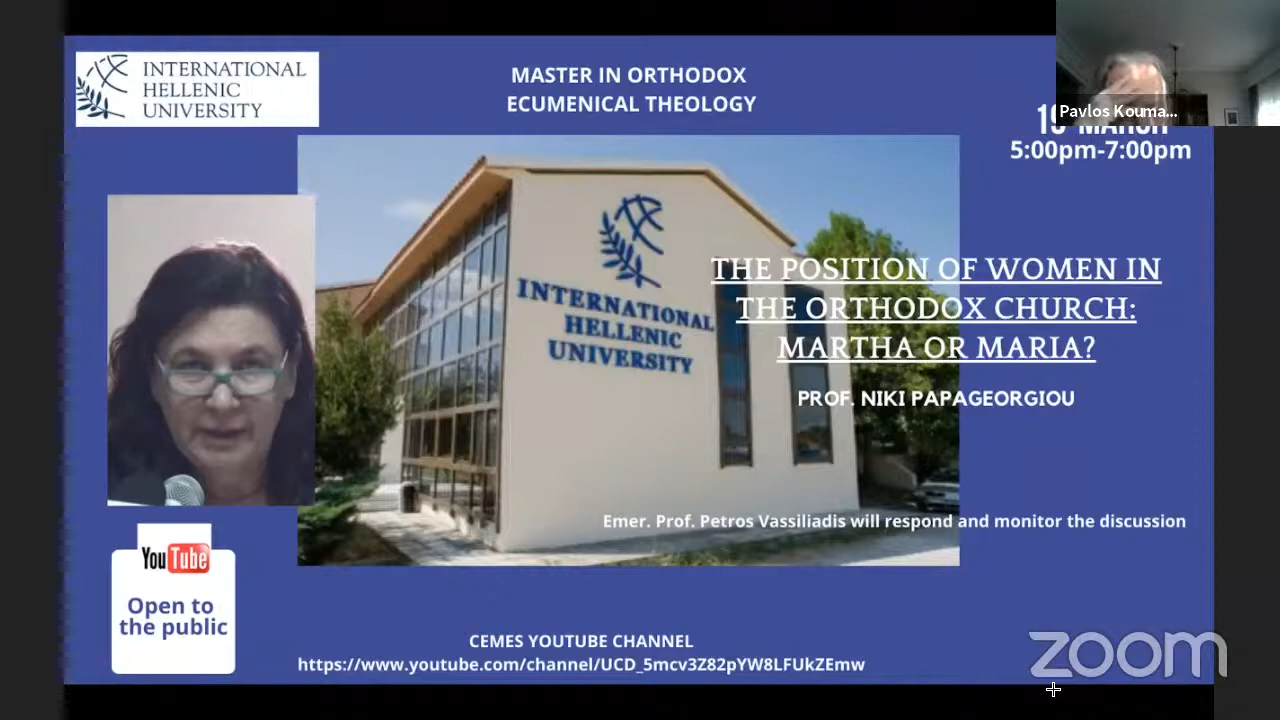 INTERNATIONAL
HELLENIC
UNIVERSITY
MASTER IN ORTHODOX
ECUMENICAL THEOLOGY
Pavlos Kouma...
MARCH
5:00pm-7:00pm
INTERNATIONAL
HELLENIC
UNIVERSITY
THE POSITION OF WOMEN IN
THE ORTHODOX CHURCH:
MARTHA OR MARIA?
PROF. NIKI PAPAGEORGIOU
Emer. Prof. Petros Vassiliadis will respond and monitor the discussion
YouTube
Open to
the public
CEMES YOUTUBE CHANNEL
https://www.youtube.com/channel/UCD_5mcv3Z82pYW8LFUkZEmw
zoom